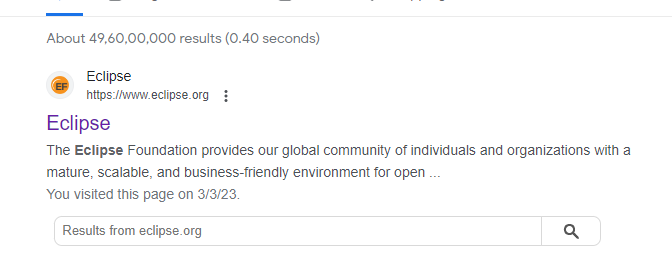 About 49,60,00,000 results (0.40 seconds)
EF
Eclipse
https://www.eclipse.org
Eclipse
The Eclipse Foundation provides our global community of individuals and organizations with a
mature, scalable, and business-friendly environment for open ...
You visited this page on 3/3/23.
Results from eclipse.org